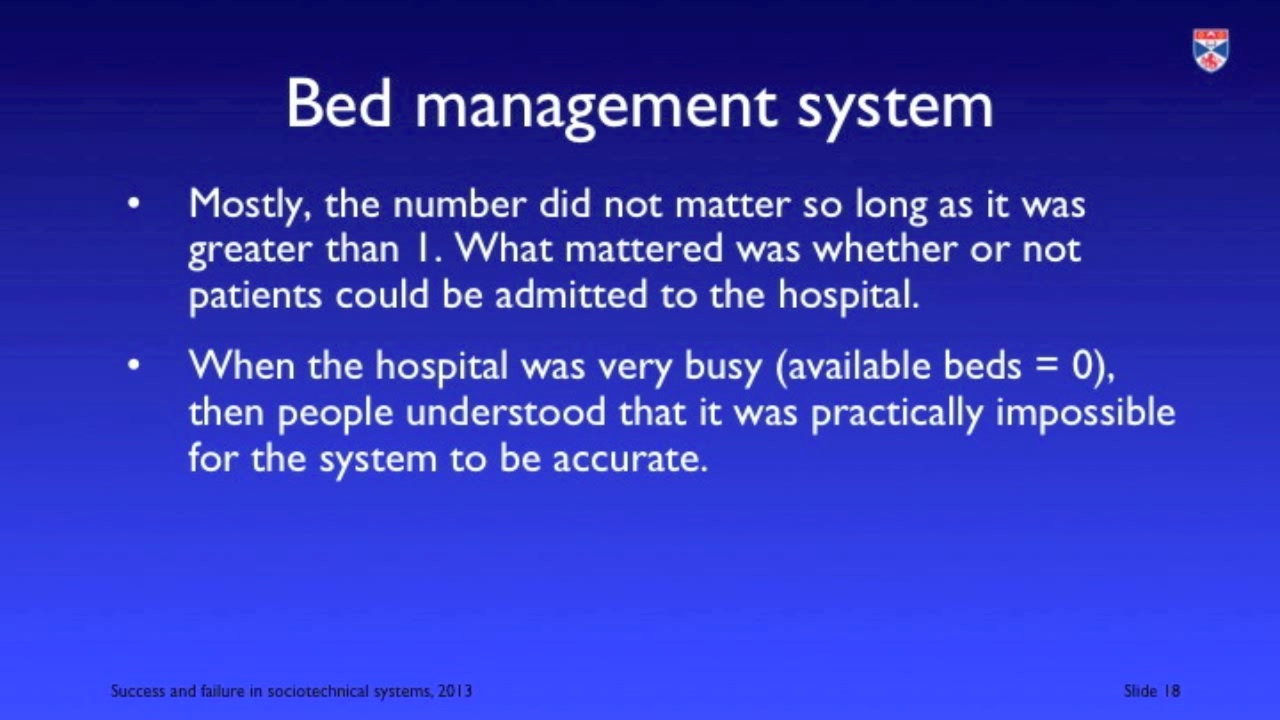 Bed management system
• Mostly, the number did not matter so long as it was
greater than 1. What mattered was whether or not
patients could be admitted to the hospital.
• When the hospital was very busy (available beds = 0),
then people understood that it was practically impossible
for the system to be accurate.
Success and failure in sociotechnical systems, 2013
Slide 18